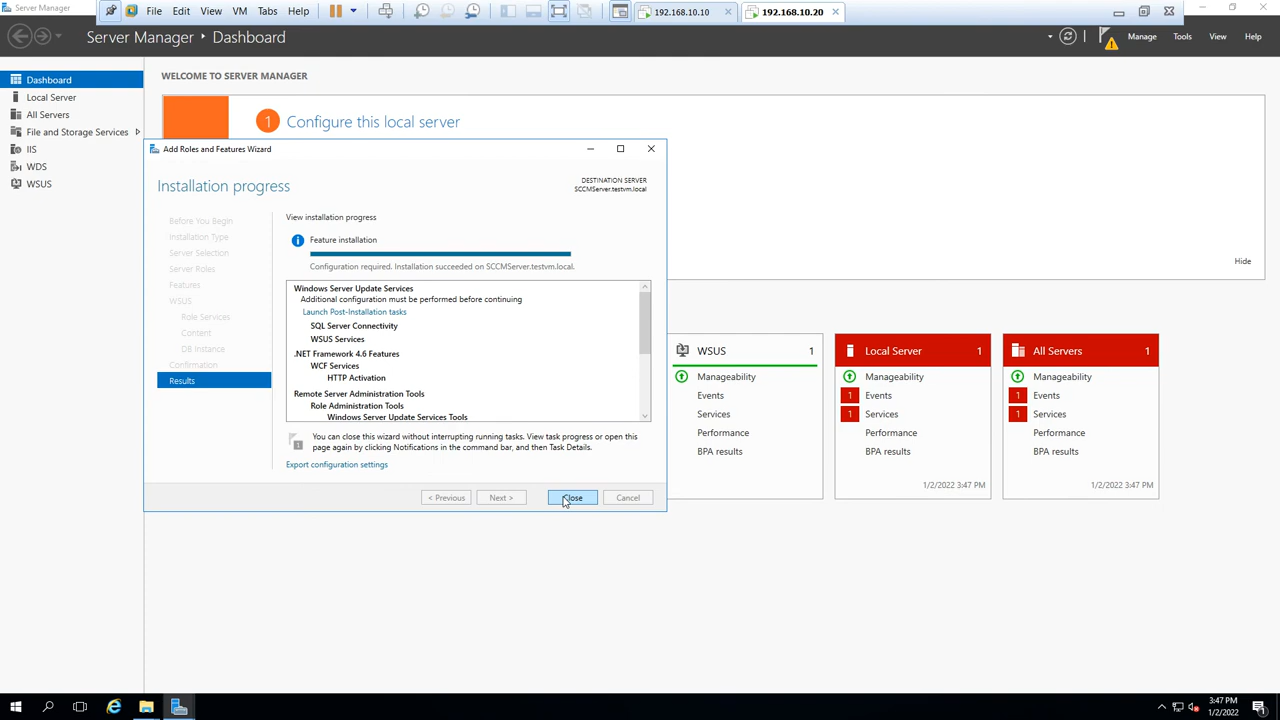 Server Manager
File Edit View VM Tabs Help
192.168.10.10
192.168.10.20
Server Manager Dashboard
Manage Tools View Help
Dashboard
Local Server
All Servers
File and Storage Services
IIS
WDS
WSUS
WELCOME TO SERVER MANAGER
1 Configure this local server
Hide
Add Roles and Features Wizard
Installation progress
DESTINATION SERVER
SCCMServer.testvm.local
Before You Begin
Installation Type
Server Selection
Server Roles
Features
WSUS
Role Services
Content
DB Instance
Confirmation
Results
View installation progress
Feature installation
Configuration required. Installation succeeded on SCCMServer.testvm.local.
Windows Server Update Services
Additional configuration must be performed before continuing
Launch Post-Installation tasks
SQL Server Connectivity
WSUS Services
.NET Framework 4.6 Features
WCF Services
HTTP Activation
Remote Server Administration Tools
Role Administration Tools
Windows Server Update Services Tools
1
You can close this wizard without interrupting running tasks. View task progress or open this
page again by clicking Notifications in the command bar, and then Task Details.
Export configuration settings
< Previous Next > Close Cancel
WSUS 1
Manageability
Events
Services
Performance
BPA results
Local Server 1
Manageability
1 Events
1 Services
Performance
BPA results
1/2/2022 3:47 PM
All Servers 1
Manageability
1 Events
1 Services
Performance
BPA results
1/2/2022 3:47 PM
3:47 PM
1/2/2022
1